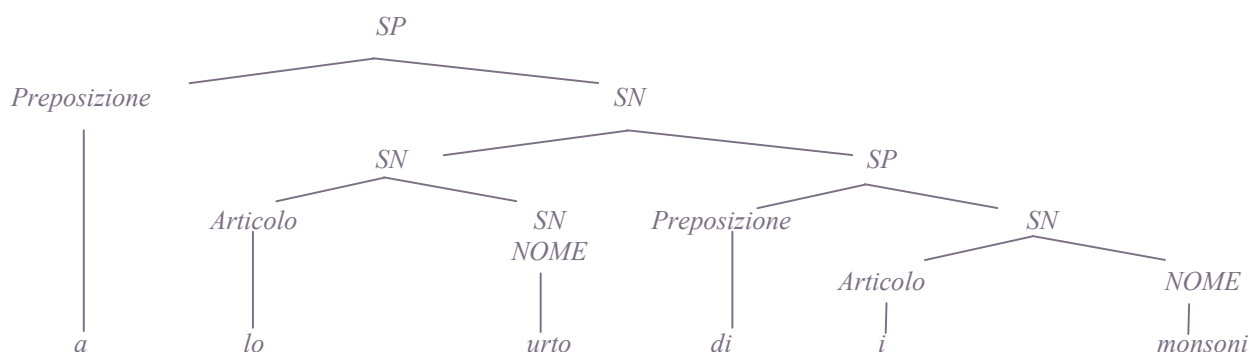 SP
Preposizione SN
SN SP
Articolo SN Preposizione SN
NOME
Articolo NOME
a lo urto di i monsoni